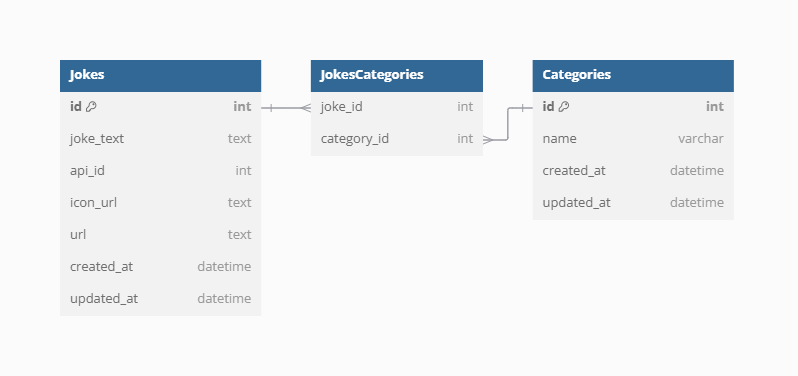 Jokes
id int
joke_text text
api_id int
icon_url text
url text
created_at datetime
updated_at datetime
JokesCategories
joke_id int
category_id int
Categories
id int
name varchar
created_at datetime
updated_at datetime